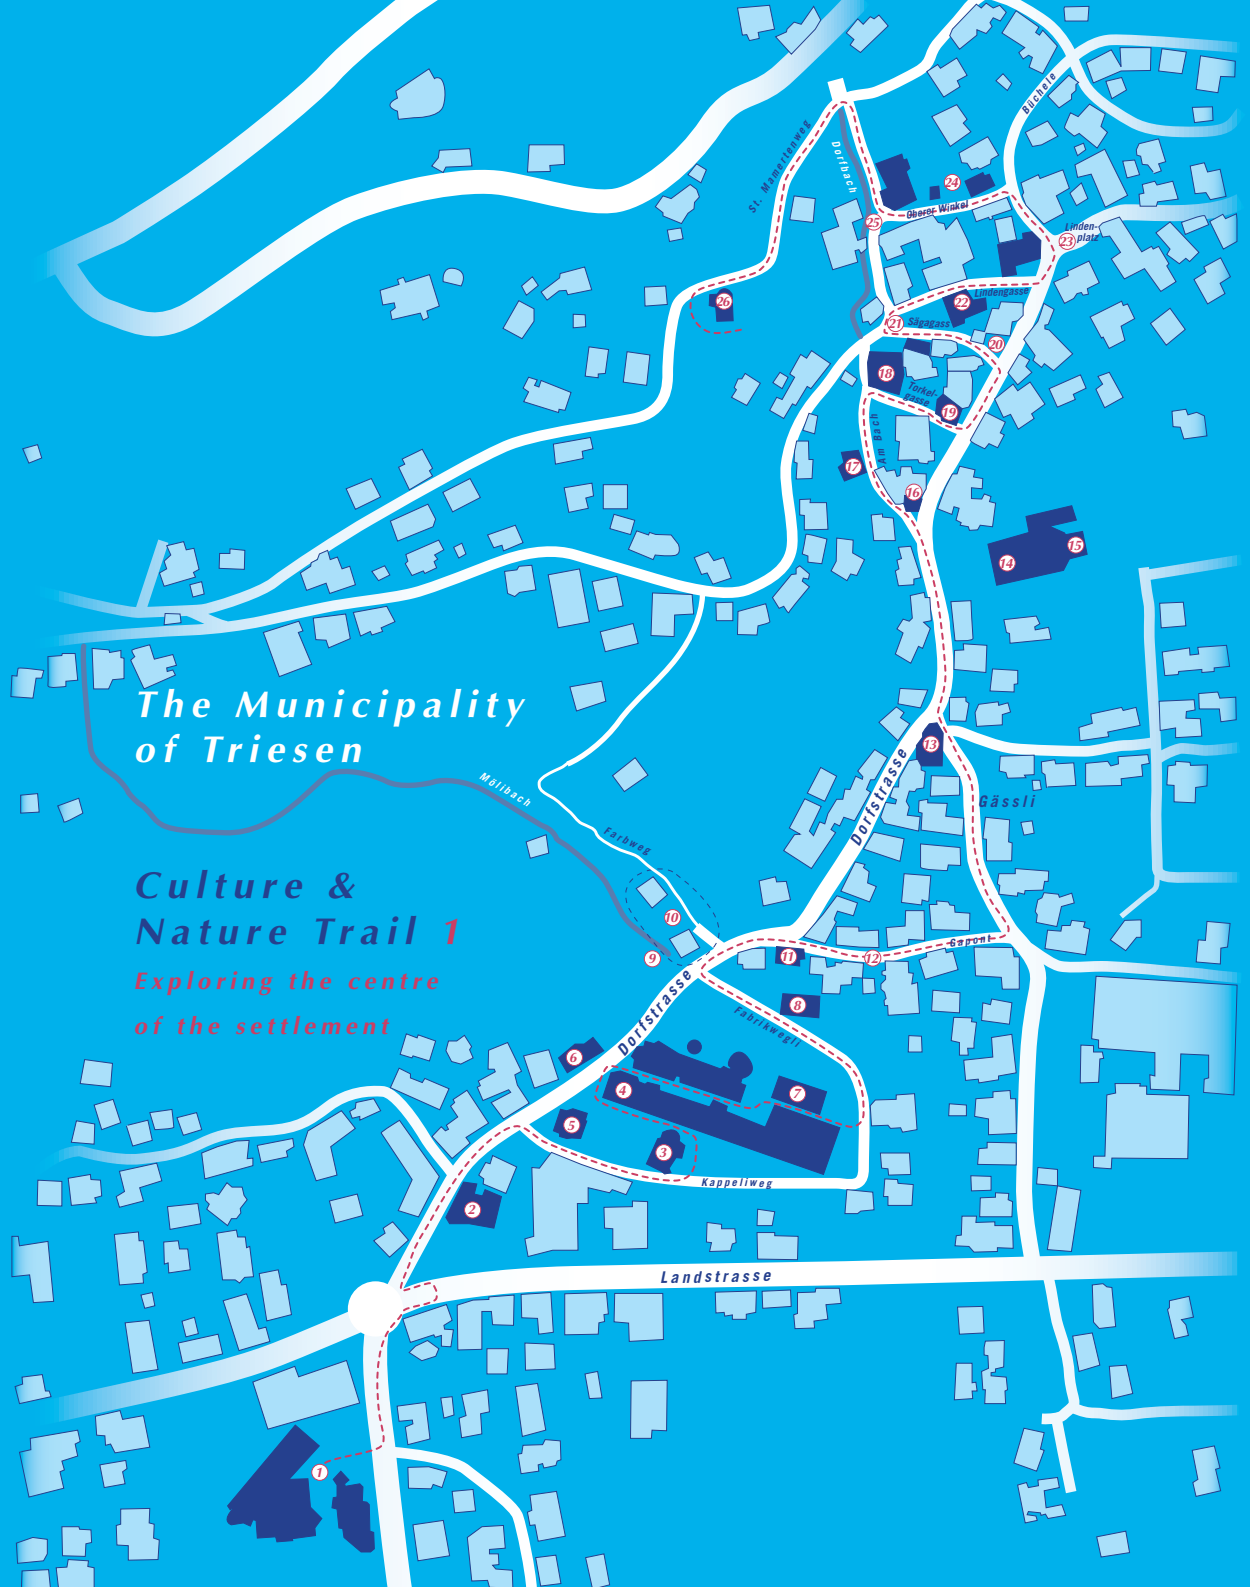 Büchele
St. Mamertenweg
Dorfbach
24
Oberer Winkel
25
Linden-
platz
23
26
Lindengasse
22
21
Sägagass
20
18
Torkel-
gasse
19
Am Bach
17
16
15
14
The Municipality
of Triesen
13
Dorfstrasse
Gässli
Mölibach
Farbweg
Culture &
Nature Trail 1
Exploring the centre
of the settlement
10
9
11
12
Gapont
8
Dorfstrasse
Fabrikwegli
6
4
7
5
3
Kappeliweg
2
Landstrasse
1